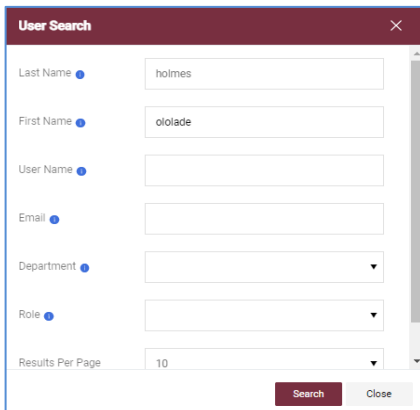 User Search
Last Name
holmes
First Name
ololade
User Name
Email
Department
Role
Results Per Page
10
Search
Close